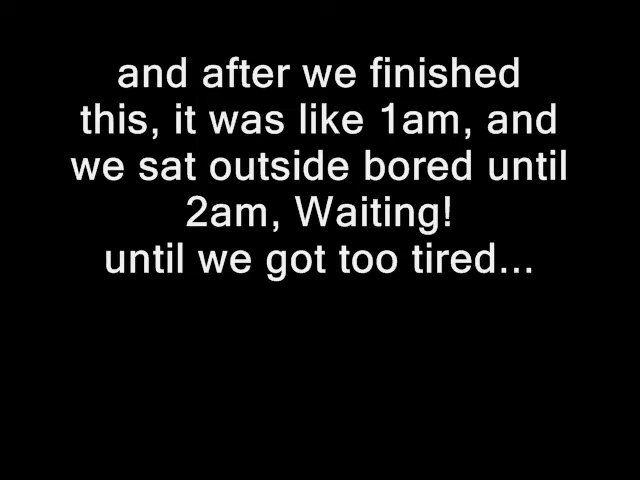 and after we finished
this, it was like 1am, and
we sat outside bored until
2am, Waiting!
until we got too tired...